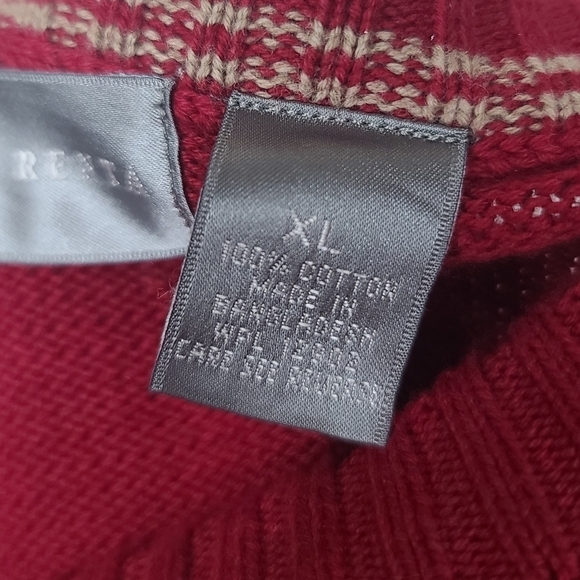 RENTA
XL
100% COTTON
MADE IN
BANGLADESH
WPL
CARE SEE REVERSE